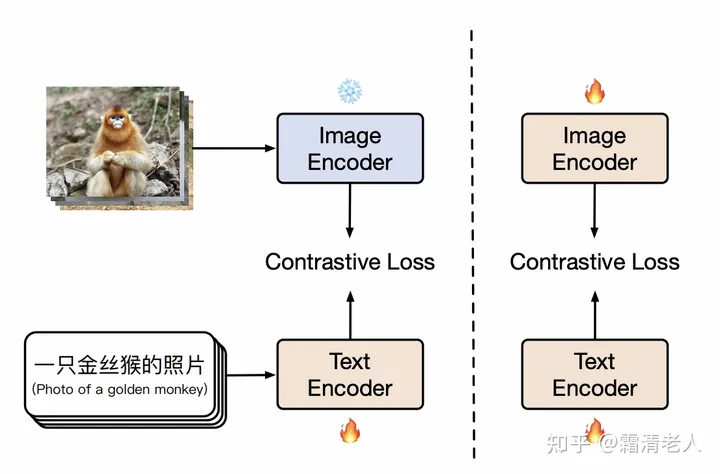 Image
Encoder
Image
Encoder
Contrastive Loss
Contrastive Loss
一只金丝猴的照片
(Photo of a golden monkey)
Text
Encoder
Text
Encoder
知乎 @霜清老人